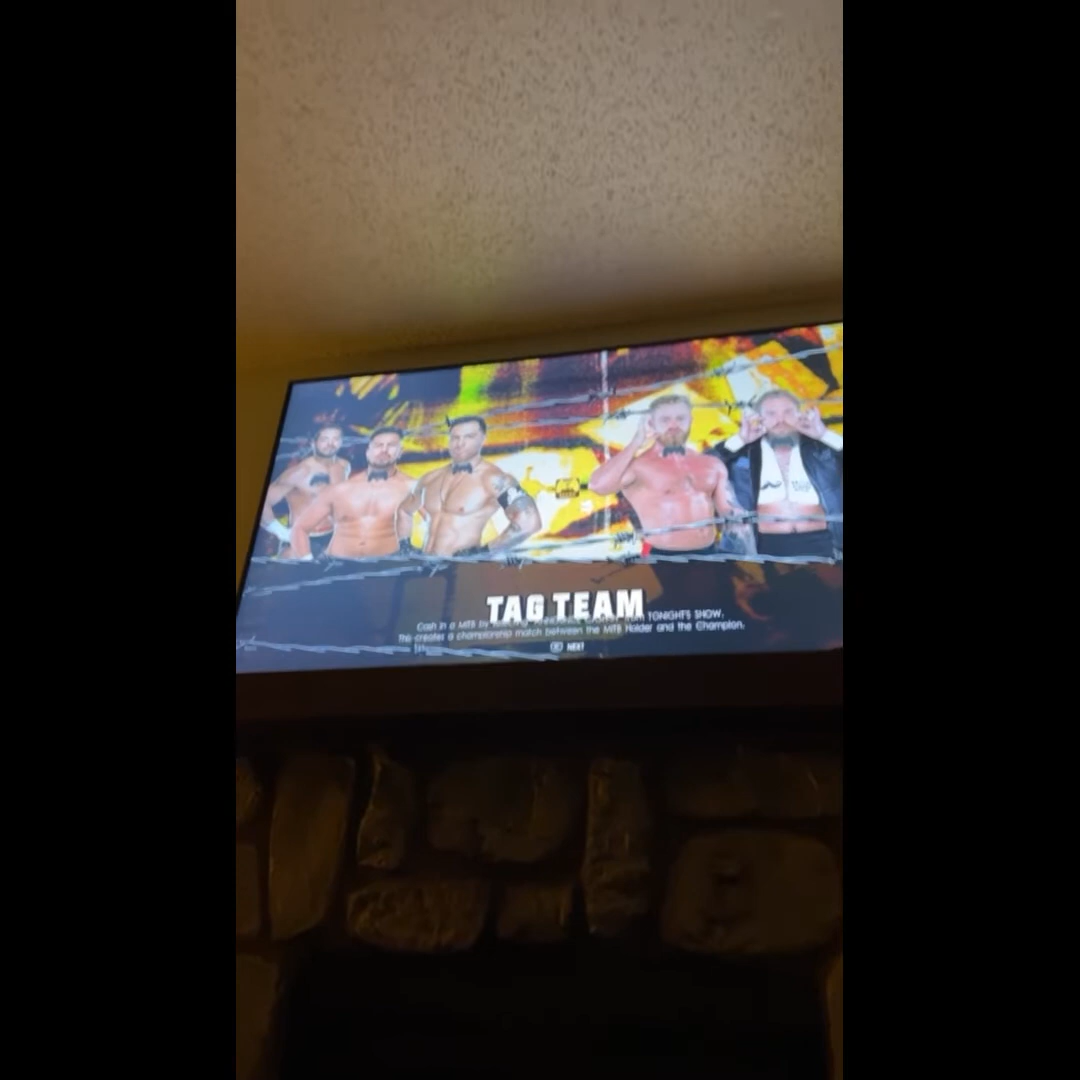 TAG TEAM
Cash in a MITB by from TONIGHT'S SHOW.
This creates a championship match between the MITB Holder and the Champion.
NEXT